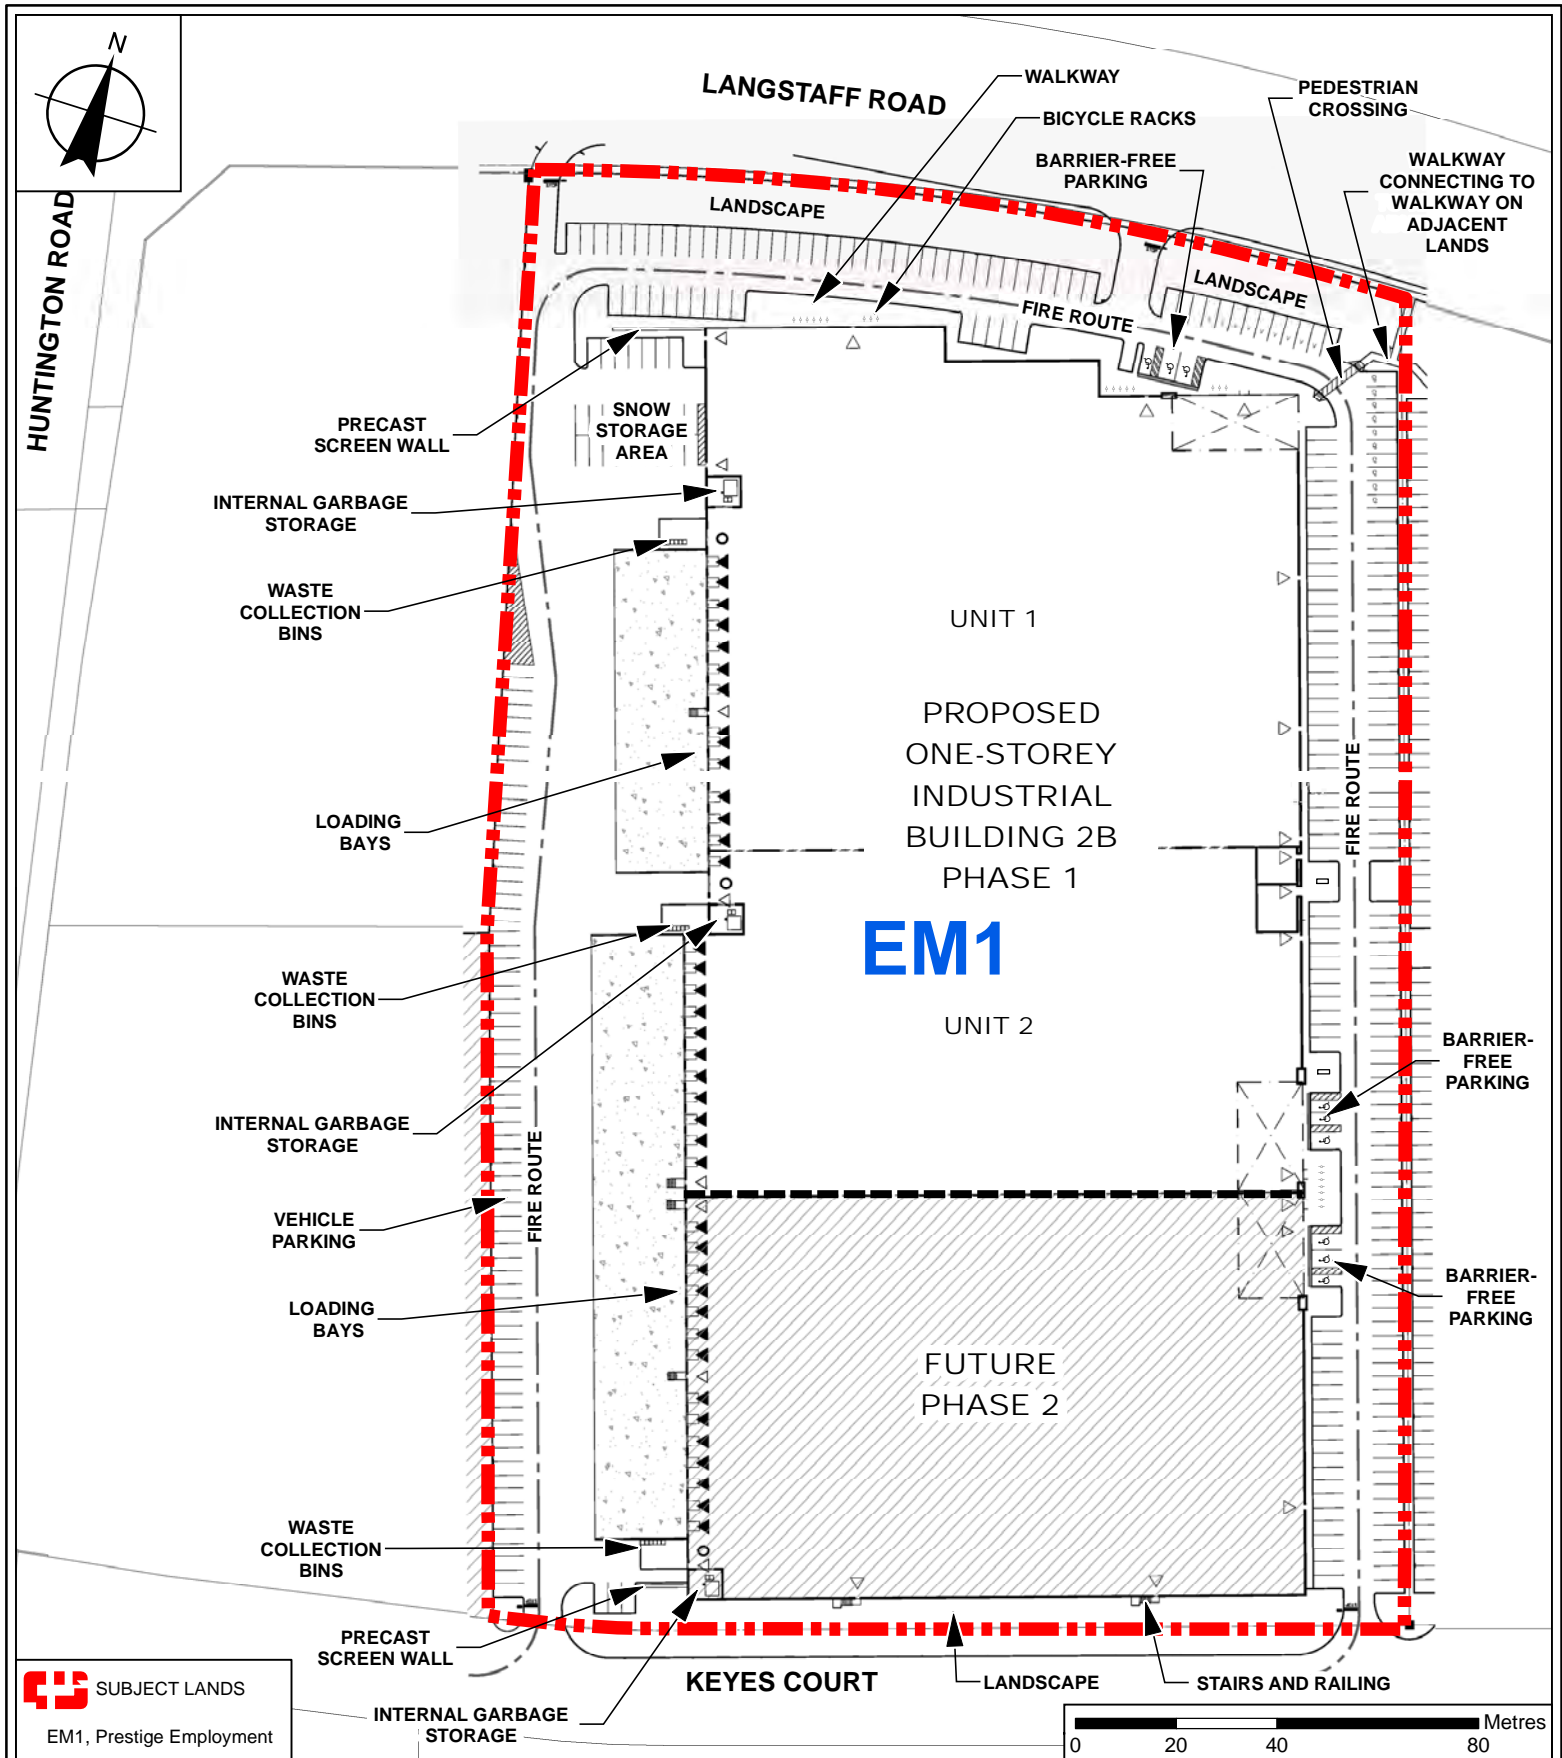 N
LANGSTAFF ROAD
WALKWAY
BICYCLE RACKS
PEDESTRIAN
CROSSING
BARRIER-FREE
PARKING
WALKWAY
CONNECTING TO
WALKWAY ON
ADJACENT
LANDS
HUNTINGTON ROAD
LANDSCAPE
LANDSCAPE
FIRE ROUTE
PRECAST
SCREEN WALL
SNOW
STORAGE
AREA
INTERNAL GARBAGE
STORAGE
WASTE
COLLECTION
BINS
UNIT 1
PROPOSED
ONE-STOREY
INDUSTRIAL
BUILDING 2B
PHASE 1
FIRE ROUTE
LOADING
BAYS
EM1
WASTE
COLLECTION
BINS
UNIT 2
BARRIER-
FREE
PARKING
INTERNAL GARBAGE
STORAGE
FIRE ROUTE
VEHICLE
PARKING
BARRIER-
FREE
PARKING
LOADING
BAYS
FUTURE
PHASE 2
WASTE
COLLECTION
BINS
PRECAST
SCREEN WALL
KEYES COURT
LANDSCAPE
STAIRS AND RAILING
INTERNAL GARBAGE
STORAGE
SUBJECT LANDS
EM1, Prestige Employment
Metres
0 20 40 80